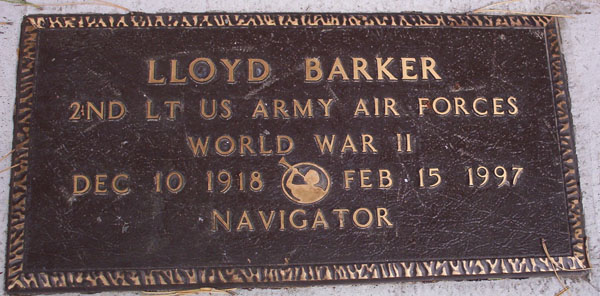 LLOYD BARKER
2ND LT US ARMY AIR FORCES
WORLD WAR II
DEC 10 1918 FEB 15 1997
NAVIGATOR